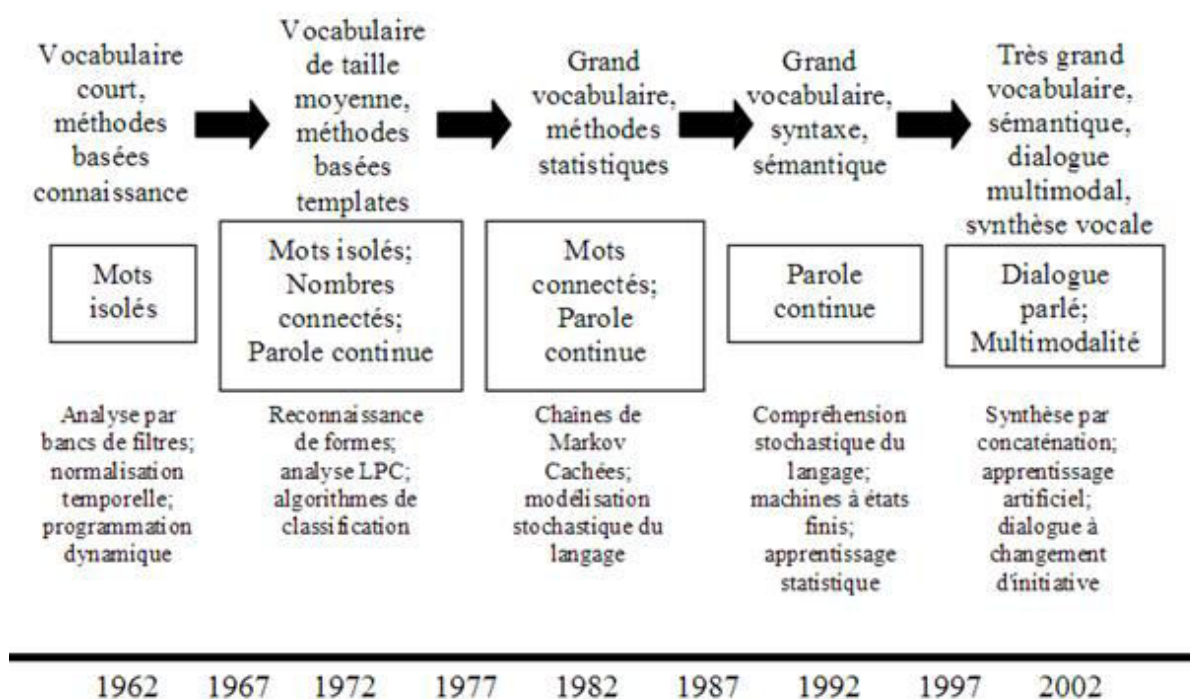 Vocabulaire
court,
méthodes
basées
connaissance
Vocabulaire
de taille
moyenne,
méthodes
basées
templates
Grand
vocabulaire,
méthodes
statistiques
Grand
vocabulaire,
syntaxe,
sémantique
Très grand
vocabulaire,
sémantique,
dialogue
multimodal,
synthèse vocale
Mots
isolés
Mots isolés;
Nombres
connectés;
Parole continue
Mots
connectés;
Parole
continue
Parole
continue
Dialogue
parlé;
Multimodalité
Analyse par
bancs de filtres;
normalisation
temporelle;
programmation
dynamique
Reconnaissance
de formes;
analyse LPC;
algorithmes de
classification
Chaînes de
Markov
Cachées;
modélisation
stochastique du
langage
Compréhension
stochastique du
langage;
machines à états
finis;
apprentissage
statistique
Synthèse par
concaténation;
apprentissage
artificiel;
dialogue à
changement
d'initiative
1962 1967 1972 1977 1982 1987 1992 1997 2002